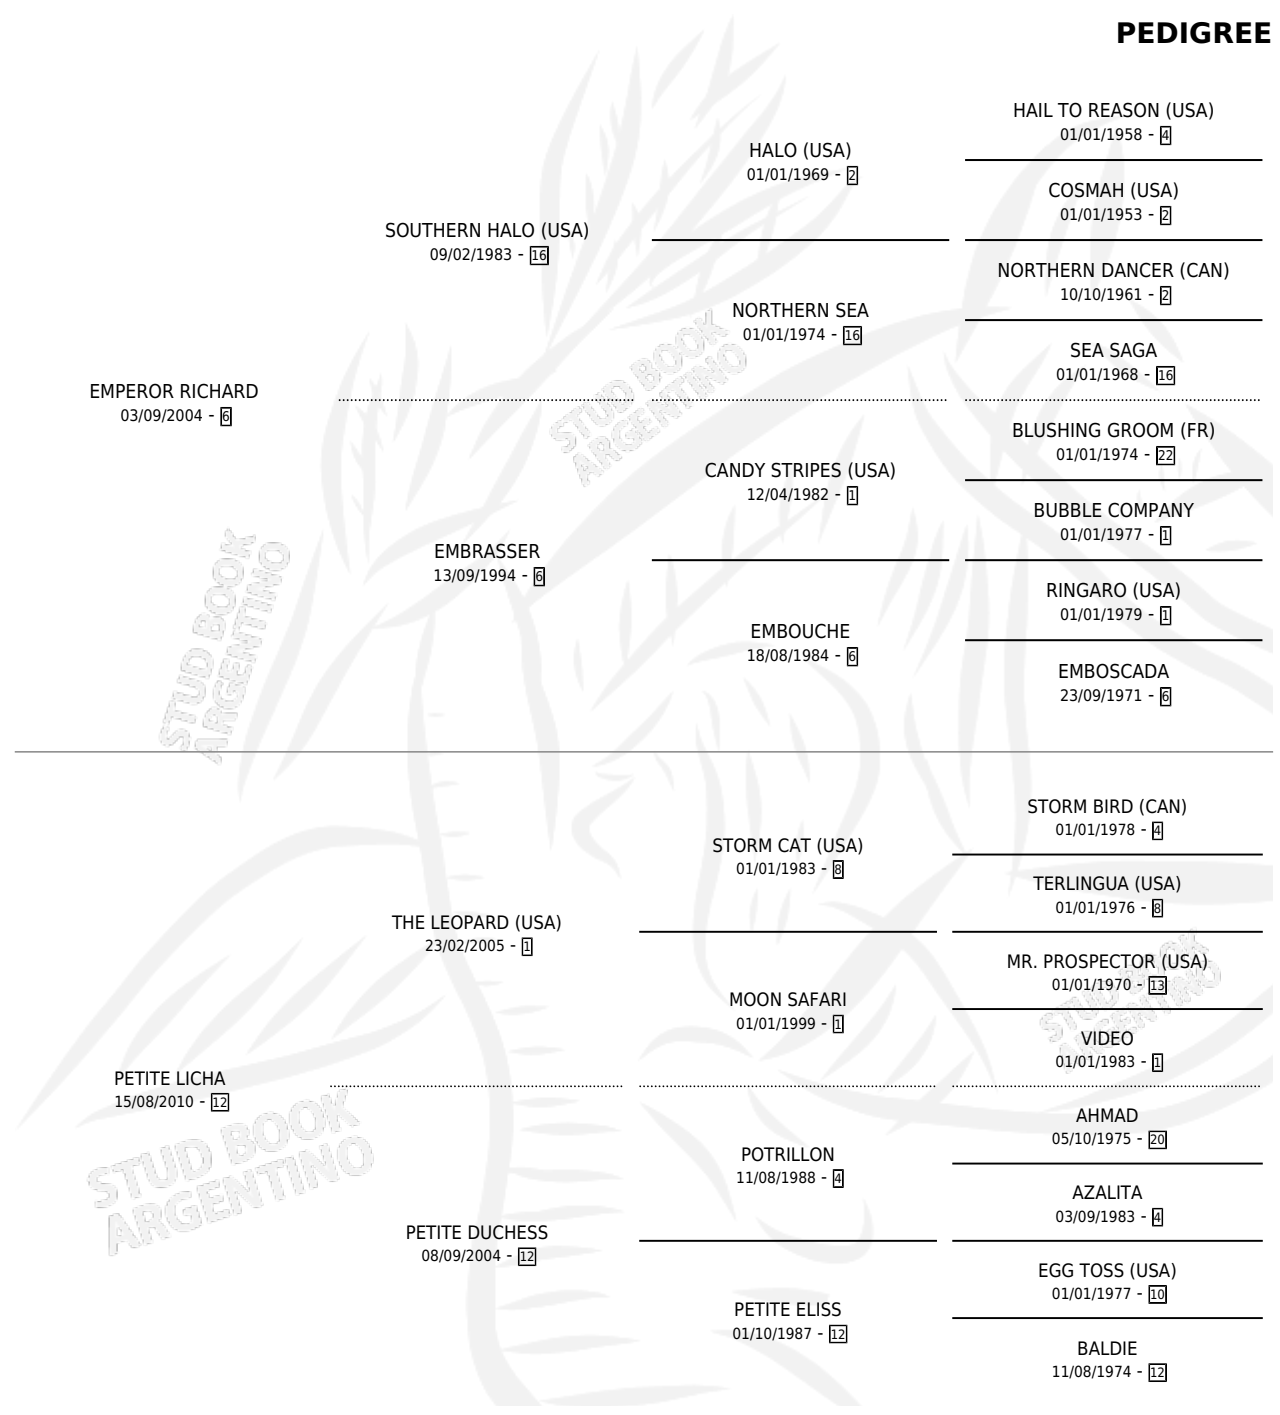 PEDIGREE
HAIL TO REASON (USA)
01/01/1958 - 4
HALO (USA)
01/01/1969 - 2
COSMAH (USA)
01/01/1953 - 2
SOUTHERN HALO (USA)
09/02/1983 - 16
NORTHERN DANCER (CAN)
10/10/1961 - 2
NORTHERN SEA
01/01/1974 - 16
SEA SAGA
01/01/1968 - 16
EMPEROR RICHARD
03/09/2004 - 6
BLUSHING GROOM (FR)
01/01/1974 - 22
CANDY STRIPES (USA)
12/04/1982 - 1
BUBBLE COMPANY
01/01/1977 - 1
EMBRASSER
13/09/1994 - 6
RINGARO (USA)
01/01/1979 - 1
EMBOUCHE
18/08/1984 - 6
EMBOSCADA
23/09/1971 - 6
STUD BOOK
ARGENTINO
STUD BOOK
ARGENTINO
STORM BIRD (CAN)
01/01/1978 - 4
STORM CAT (USA)
01/01/1983 - 8
TERLINGUA (USA)
01/01/1976 - 8
THE LEOPARD (USA)
23/02/2005 - 1
MR. PROSPECTOR (USA)
01/01/1970 - 13
MOON SAFARI
01/01/1999 - 1
VIDEO
01/01/1983 - 1
PETITE LICHA
15/08/2010 - 12
AHMAD
05/10/1975 - 20
POTRILLON
11/08/1988 - 4
AZALITA
03/09/1983 - 4
PETITE DUCHESS
08/09/2004 - 12
EGG TOSS (USA)
01/01/1977 - 10
PETITE ELISS
01/10/1987 - 12
BALDIE
11/08/1974 - 12
STUD BOOK
ARGENTINO
STUD BOOK
ARGENTINO